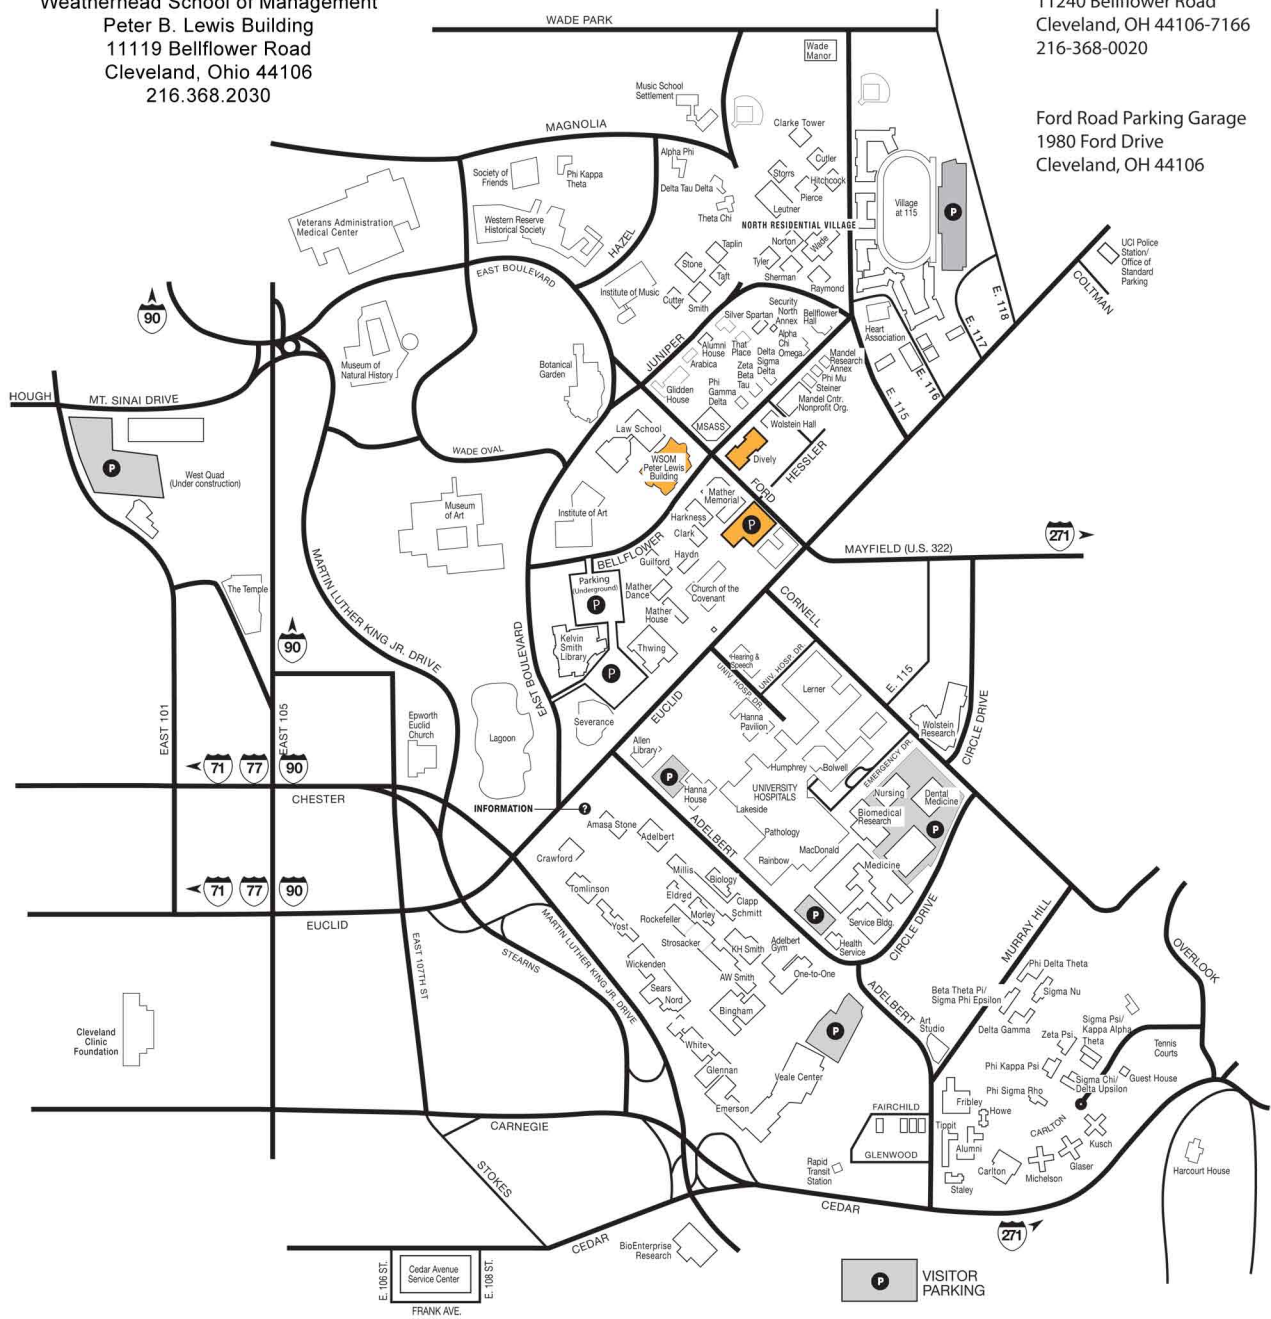 Weatherhead School of Management
Peter B. Lewis Building
11119 Bellflower Road
Cleveland, Ohio 44106
216.368.2030
11240 Bellflower Road
Cleveland, OH 44106-7166
216-368-0020
Ford Road Parking Garage
1980 Ford Drive
Cleveland, OH 44106
WADE PARK
Wade
Manor
Music School
Settlement
MAGNOLIA
Clarke Tower
Alpha Phi
Cutler
Society of
Friends
Phi Kappa
Theta
Storrs
Hitchcock
Delta Tau Delta
Pierce
Leutner
Village
at 115
P
Theta Chi
Veterans Administration
Medical Center
Western Reserve
Historical Society
NORTH RESIDENTIAL VILLAGE
HAZEL
Taplin
Norton
Wade
UCI Police
Station/
Office of
Standard
Parking
COLTMAN
Stone
Tyler
Taft
Sherman
EAST BOULEVARD
Institute of Music
Cutter
Smith
Raymond
E. 118
90
Security
North
Annex
Silver Spartan
Bellflower
Hall
Heart
Association
E. 117
JUNIPER
Alumni
House
That
Place
Alpha
Chi
Omega
Arabica
Delta
Sigma
Delta
Zeta
Beta
Tau
Mandel
Research
Annex
Phi Mu
Steiner
Museum of
Natural History
Botanical
Garden
Glidden
House
Phi
Gamma
Delta
Mandel Cntr.
Nonprofit Org.
E. 116
E. 115
HOUGH
MT. SINAI DRIVE
MSASS
Wolstein Hall
Law School
WADE OVAL
WSOM
Peter Lewis
Building
Dively
HESSLER
P
West Quad
(Under construction)
FORD
Museum
of Art
Institute of Art
Mather
Memorial
Harkness
P
Clark
BELLFLOWER
Haydn
Guilford
MAYFIELD (U.S. 322)
271
MARTIN LUTHER KING JR. DRIVE
The Temple
Parking
(Underground)
P
Mather
Dance
Church of the
Covenant
CORNELL
Mather
House
90
Kelvin
Smith
Library
Thwing
Hearing &
Speech
UNIV. HOSP. DR.
UNIV. HOSP. DR.
P
Lerner
E. 115
EAST BOULEVARD
EUCLID
EAST 101
EAST 105
Epworth
Euclid
Church
Lagoon
Severance
Hanna
Pavilion
Wolstein
Research
CIRCLE DRIVE
Allen
Library
71
77
90
EMERGENCY DR.
Humphrey
Bolwell
P
Hanna
House
UNIVERSITY
HOSPITALS
Nursing
Dental
Medicine
CHESTER
INFORMATION
?
Lakeside
Biomedical
Research
P
Amasa Stone
Adelbert
ADELBERT
Pathology
MacDonald
Crawford
Rainbow
Medicine
Millis
Biology
71
77
90
Tomlinson
Eldred
Clapp
Schmitt
Morley
P
EUCLID
Rockefeller
Yost
Service Bldg.
CIRCLE DRIVE
MURRAY HILL
EAST 107TH ST
STEARNS
MARTIN LUTHER KING JR. DRIVE
Strosacker
KH Smith
Adelbert
Gym
Health
Service
OVERLOOK
Wickenden
AW Smith
One-to-One
Phi Delta Theta
Sears
Nord
ADELBERT
Beta Theta Pi/
Sigma Phi Epsilon
Sigma Nu
Bingham
Art
Studio
Delta Gamma
Sigma Psi/
Kappa Alpha
Theta
P
Zeta Psi
Cleveland
Clinic
Foundation
White
Tennis
Courts
Phi Kappa Psi
Glennan
Veale Center
Sigma Chi/
Delta Upsilon
Guest House
Phi Sigma Rho
Emerson
FAIRCHILD
Fribley
Howe
CARNEGIE
Tippit
CARLTON
Kusch
Alumni
GLENWOOD
STOKES
Rapid
Transit
Station
Carlton
Glaser
Michelson
Harcourt House
Staley
CEDAR
271
CEDAR
BioEnterprise
Research
E. 106 ST.
Cedar Avenue
Service Center
E. 108 ST.
FRANK AVE.
P
VISITOR
PARKING